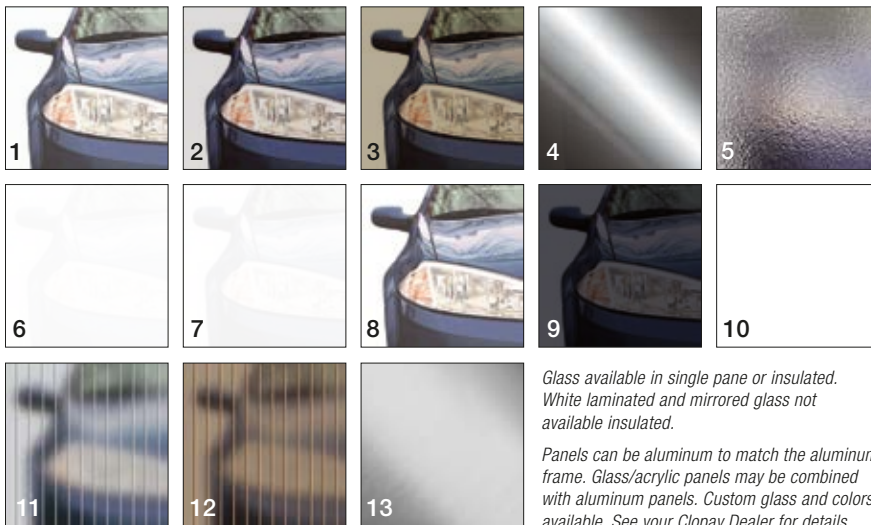 1
2
3
4
5
6
7
8
9
10
11
12
13
Glass available in single pane or insulated.
White laminated and mirrored glass not
available insulated.
Panels can be aluminum to match the aluminum
frame. Glass/acrylic panels may be combined
with aluminum panels. Custom glass and colors
available. See your Clopay Dealer for details